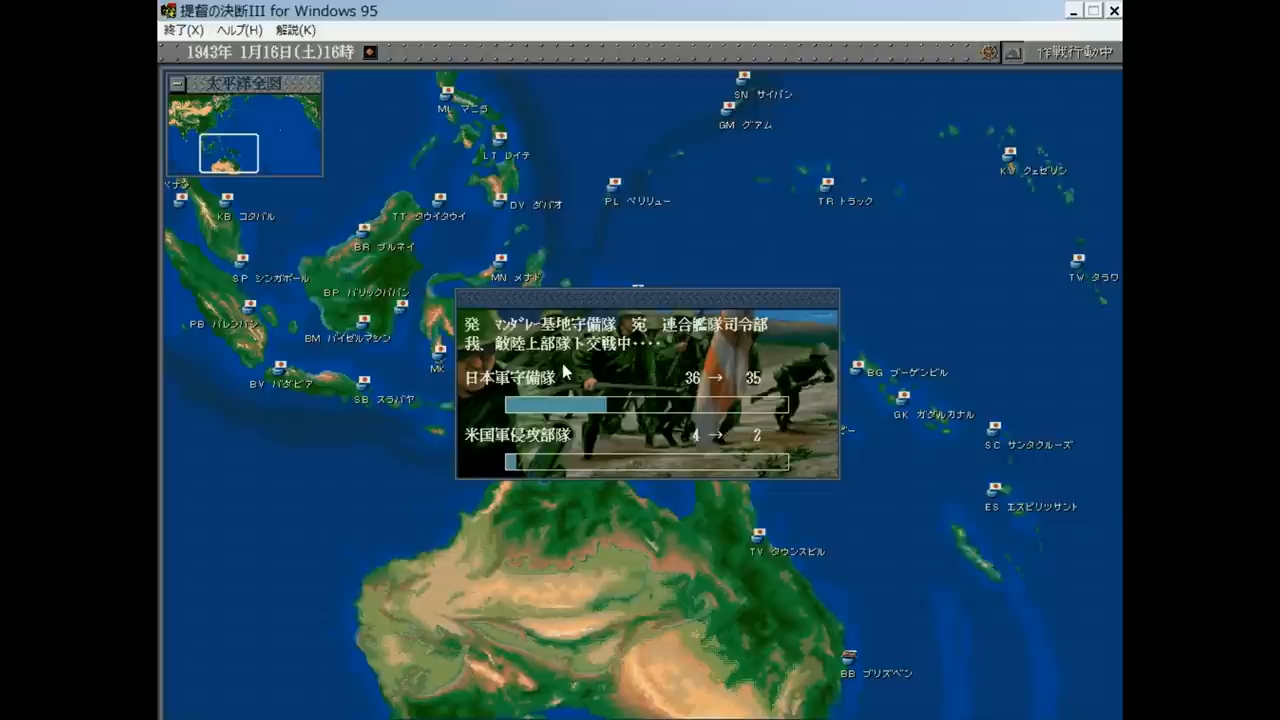 提督の決断III for Windows 95
終了(X) ヘルプ(H) 解説(K)
1943年 1月16日(土)16時
作戦行動中
太平洋全図
SN サイパン
ML マニラ
GM グアム
LT レイテ
KW クェゼリン
ペナン
PL ペリリュー
TR トラック
DV ダバオ
KB コタバル
TT タウイタウイ
BR ブルネイ
SP シンガポール
MN メナド
TW タラワ
BP バリックパパン
PB パレンバン
BM バイゼルマシン
発 マンダレー基地守備隊 宛 連合艦隊司令部
我、敵陸上部隊ト交戦中‥‥
日本軍守備隊 36 → 35
米国軍侵攻部隊 4 → 2
MK
BV バダビア
SB スラバヤ
BG ブーゲンビル
GK ガダルカナル
SC サンタクルーズ
ES エスピリッサント
TV タウンスビル
BB ブリズベン